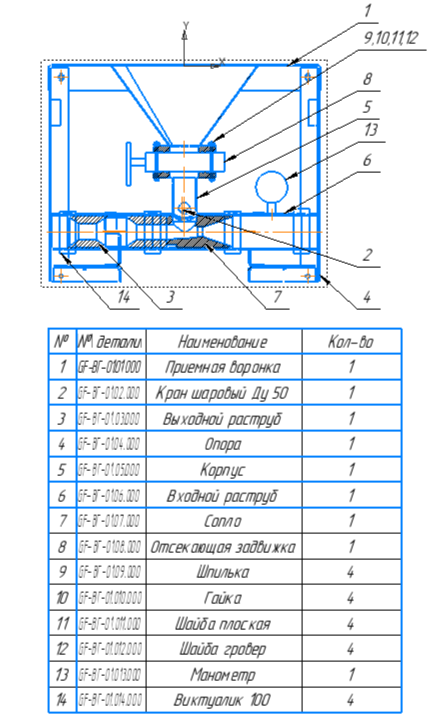 Y
1
9,10,11,12
X
8
5
13
6
2
14 3 7 4
№ №\ детали. Наименование Кол-во
1 GF-ВГ-01.01.000 Приемная воронка 1
2 GF-ВГ-01.02.000 Кран шаровый Ду 50 1
3 GF-ВГ-01.03.000 Выходной раструб 1
4 GF-ВГ-01.04.000 Опора 1
5 GF-ВГ-01.05.000 Корпус 1
6 GF-ВГ-01.06.000 Входной раструб 1
7 GF-ВГ-01.07.000 Сопло 1
8 GF-ВГ-01.08.000 Отсекающая задвижка 1
9 GF-ВГ-01.09.000 Шпилька 4
10 GF-ВГ-01.010.000 Гайка 4
11 GF-ВГ-01.011.000 Шайба плоская 4
12 GF-ВГ-01.012.000 Шайба гровер 4
13 GF-ВГ-01.013.000 Манометр 1
14 GF-ВГ-01.014.000 Виктуалик 100 4